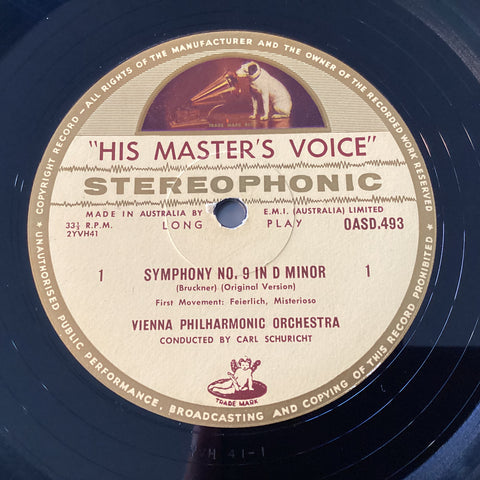 COPYRIGHT RECORD — ALL RIGHTS OF THE MANUFACTURER AND THE OWNER OF THE RECORDED WORK RESERVED
TRADE MARK
"HIS MASTER'S VOICE"
STEREOPHONIC
MADE IN AUSTRALIA BY E.M.I. (AUSTRALIA) LIMITED
33⅓ R.P.M. LONG PLAY OASD.493
2YVH41
1 SYMPHONY NO. 9 IN D MINOR 1
(Bruckner) (Original Version)
First Movement: Feierlich, Misterioso
VIENNA PHILHARMONIC ORCHESTRA
CONDUCTED BY CARL SCHURICHT
TRADE MARK
UNAUTHORISED PUBLIC PERFORMANCE, BROADCASTING AND COPYING OF THIS RECORD PROHIBITED
VH 41-1